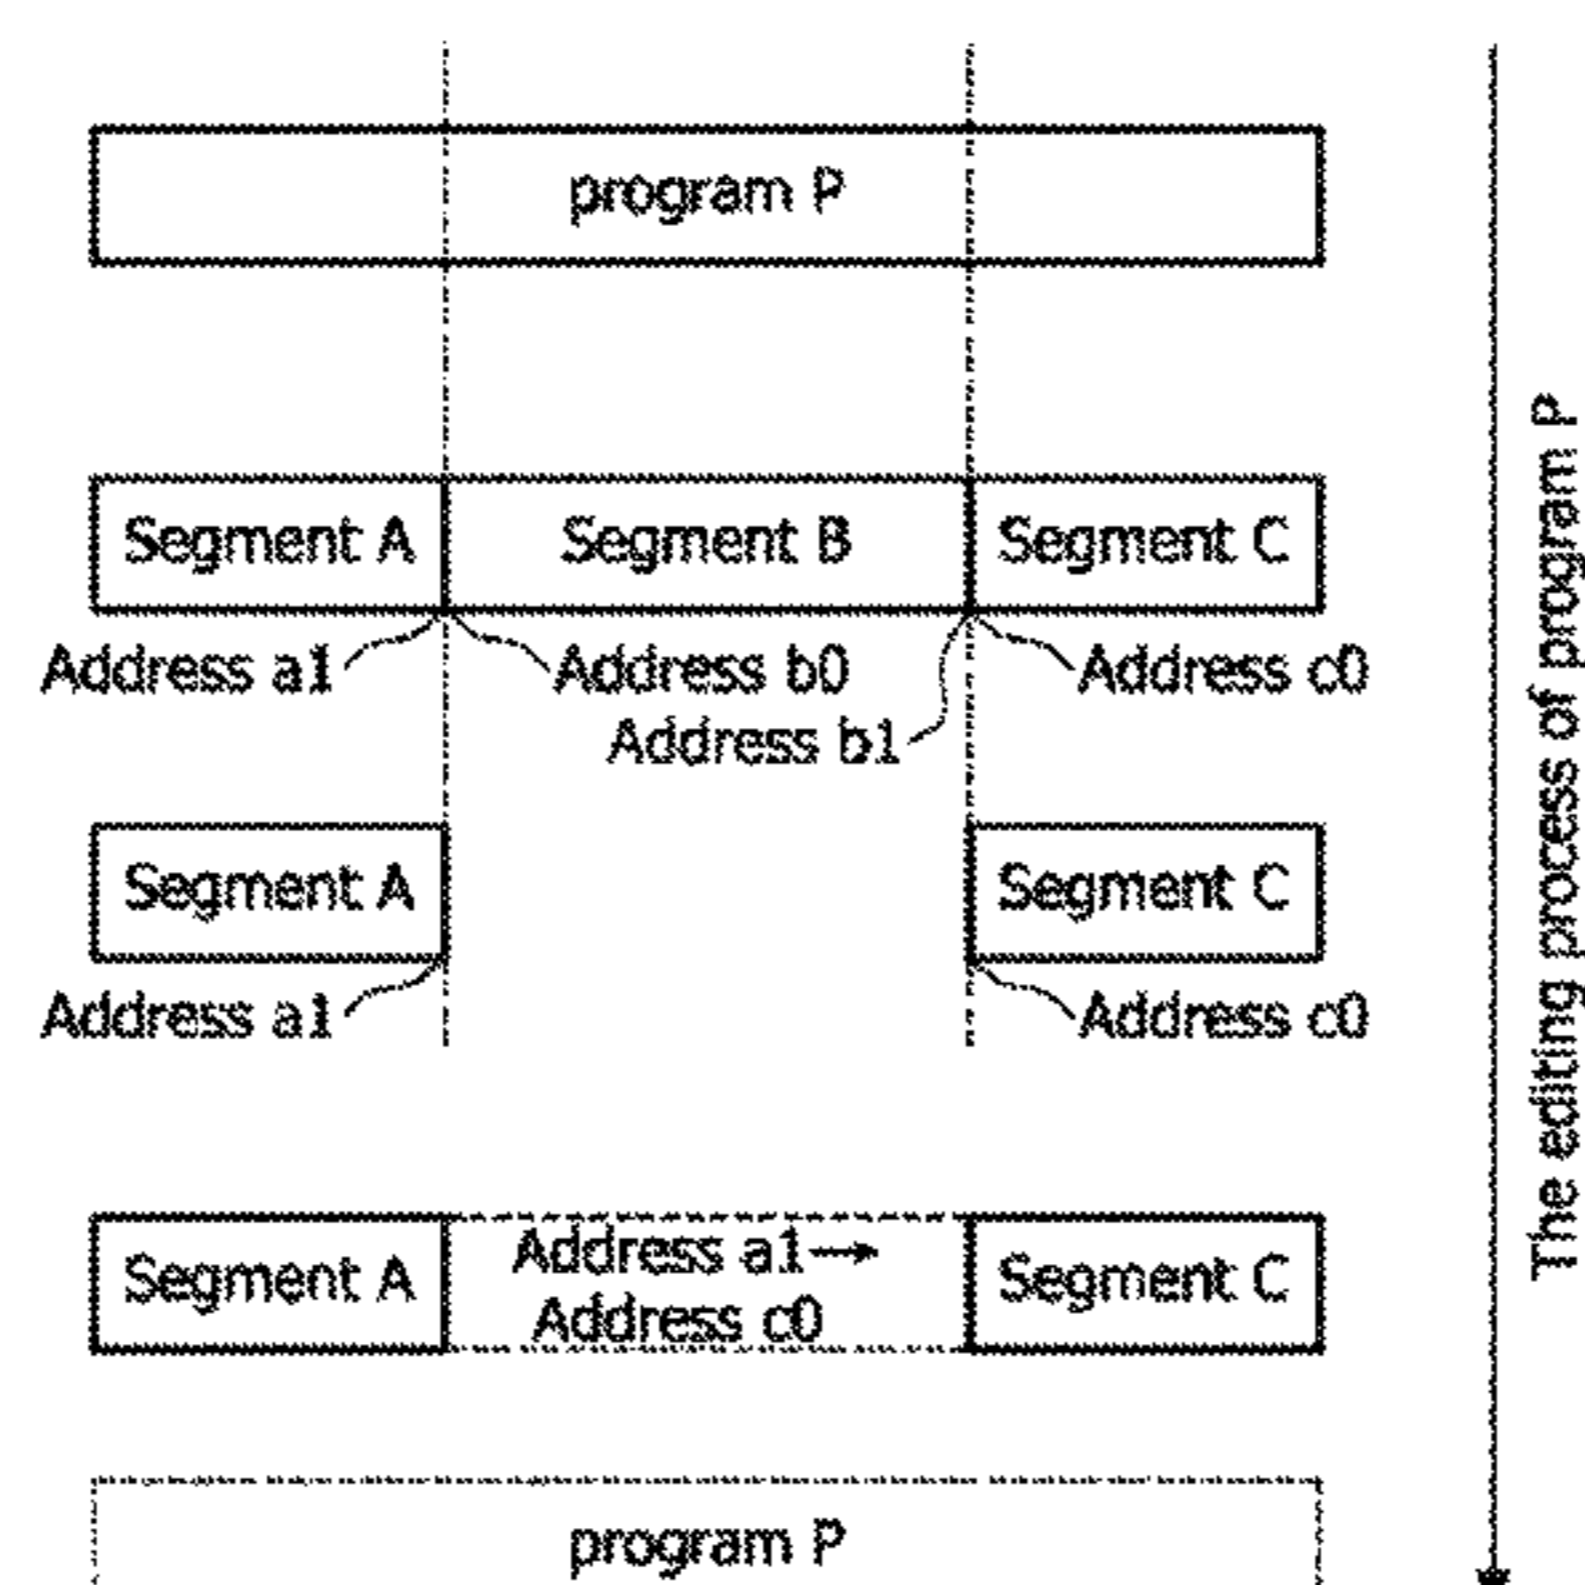 program P
Segment A Segment B Segment C
Address a1 Address b0 Address c0
Address b1
Segment A Segment C
Address a1 Address c0
Segment A Address a1→ Segment C
Address c0
program P
The editing process of program P